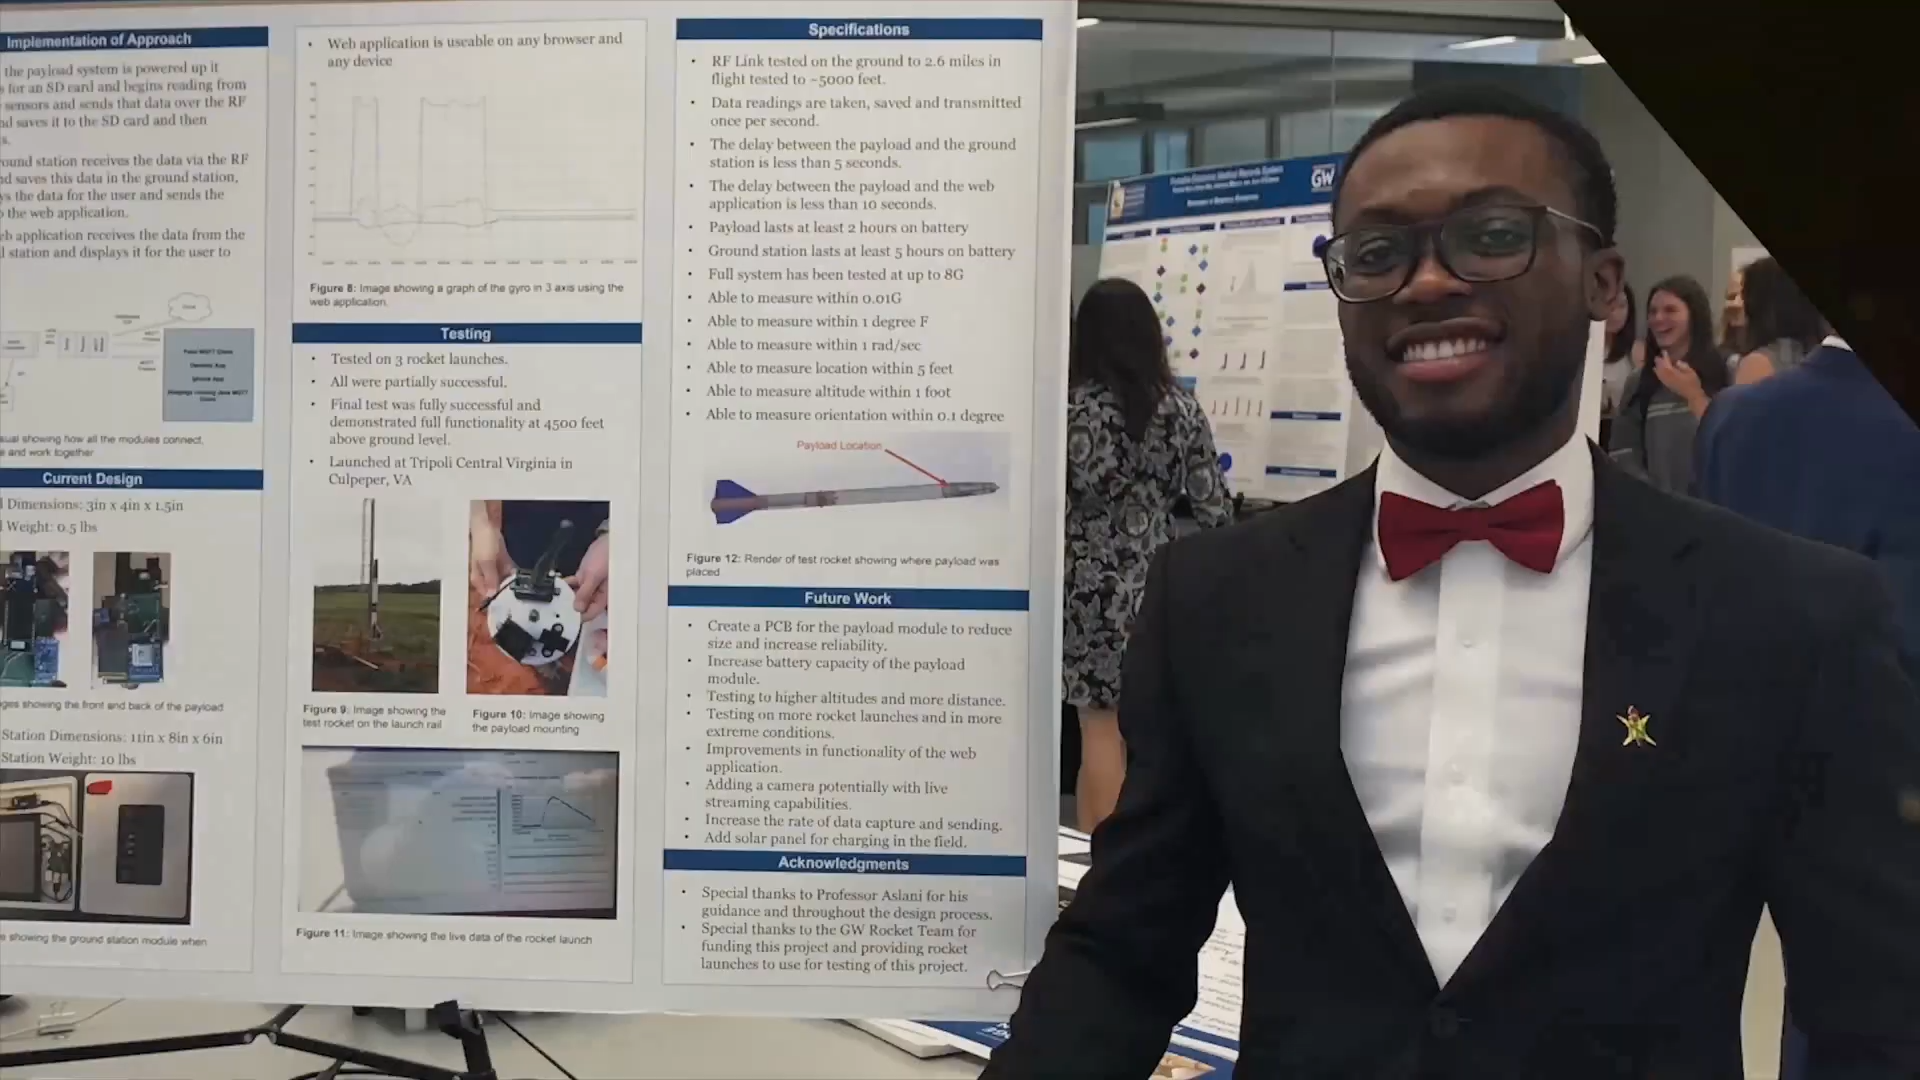 Implementation of Approach
the payload system is powered up it
for an SD card and begins reading from
sensors and sends that data over the RF
saves it to the SD card and then
station receives the data via the RF
saves this data in the ground station,
the data for the user and sends the
the web application.
application receives the data from the
station and displays it for the user to
showing how all the modules connect,
and work together
Current Design
Dimensions: 3in x 4in x 1.5in
Weight: 0.5 lbs
showing the front and back of the payload
Station Dimensions: 11in x 8in x 6in
Station Weight: 10 lbs
showing the ground station module when
• Web application is useable on any browser and
any device
Figure 8: Image showing a graph of the gyro in 3 axis using the
web application.
Testing
• Tested on 3 rocket launches.
• All were partially successful.
• Final test was fully successful and
demonstrated full functionality at 4500 feet
above ground level.
• Launched at Tripoli Central Virginia in
Culpeper, VA
Figure 9: Image showing the
test rocket on the launch rail
Figure 10: Image showing
the payload mounting
Figure 11: Image showing the live data of the rocket launch
Specifications
• RF Link tested on the ground to 2.6 miles in
flight tested to ~5000 feet.
• Data readings are taken, saved and transmitted
once per second.
• The delay between the payload and the ground
station is less than 5 seconds.
• The delay between the payload and the web
application is less than 10 seconds.
• Payload lasts at least 2 hours on battery
• Ground station lasts at least 5 hours on battery
• Full system has been tested at up to 8G
• Able to measure within 0.01G
• Able to measure within 1 degree F
• Able to measure within 1 rad/sec
• Able to measure location within 5 feet
• Able to measure altitude within 1 foot
• Able to measure orientation within 0.1 degree
Payload Location
Figure 12: Render of test rocket showing where payload was
placed
Future Work
• Create a PCB for the payload module to reduce
size and increase reliability.
• Increase battery capacity of the payload
module.
• Testing to higher altitudes and more distance.
• Testing on more rocket launches and in more
extreme conditions.
• Improvements in functionality of the web
application.
• Adding a camera potentially with live
streaming capabilities.
• Increase the rate of data capture and sending.
• Add solar panel for charging in the field.
Acknowledgments
• Special thanks to Professor Aslani for his
guidance and throughout the design process.
• Special thanks to the GW Rocket Team for
funding this project and providing rocket
launches to use for testing of this project.
GW